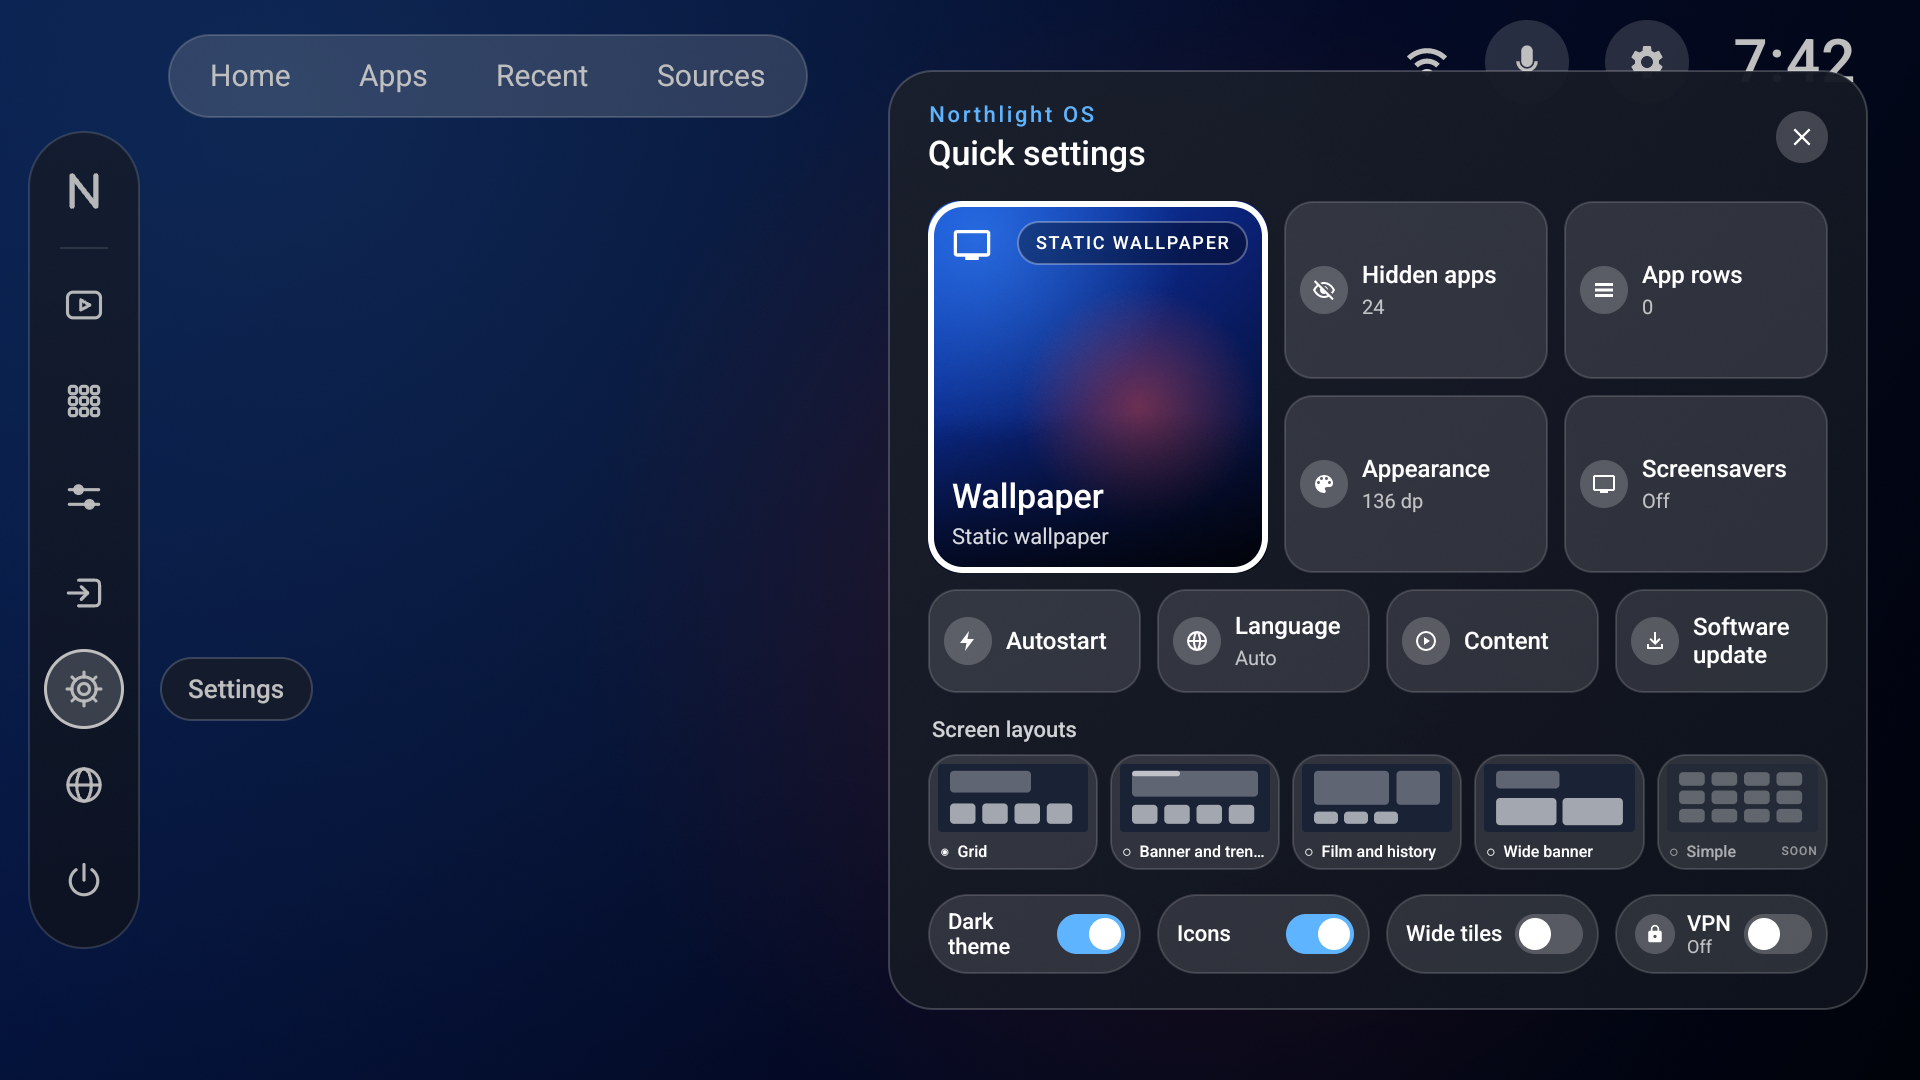 Home
Apps
Recent
Sources
7:42
N
Settings
Northlight OS
Quick settings
STATIC WALLPAPER
Wallpaper
Static wallpaper
Hidden apps
24
App rows
0
Appearance
136 dp
Screensavers
Off
Autostart
Language
Auto
Content
Software
update
Screen layouts
Grid
Banner and tren...
Film and history
Wide banner
Simple
SOON
Dark
theme
Icons
Wide tiles
VPN
Off